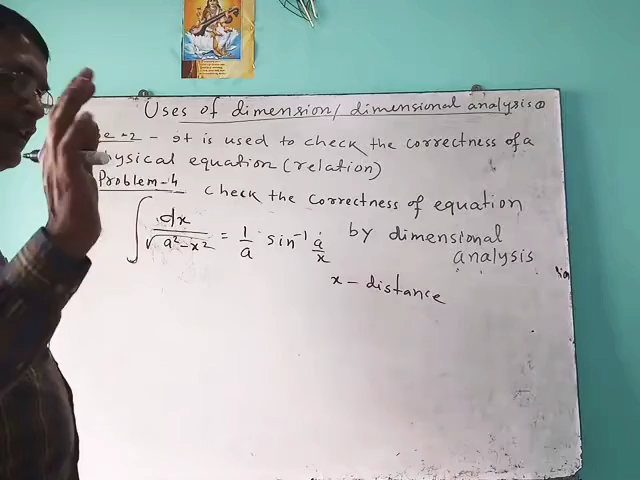 Uses of dimension/dimensional analysis
-2 - It is used to check the correctness of a
physical equation (relation)
Problem-4 check the correctness of equation
∫ dx/√(a²-x²) = 1/a sin⁻¹ a/x by dimensional
analysis
x - distance